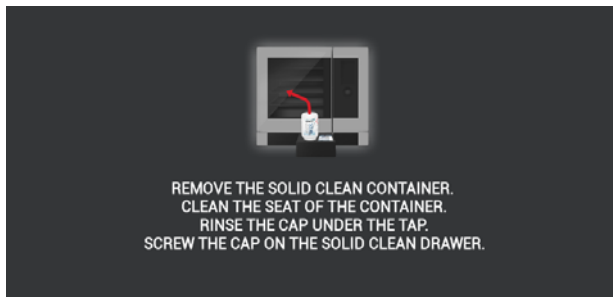 REMOVE THE SOLID CLEAN CONTAINER.
CLEAN THE SEAT OF THE CONTAINER.
RINSE THE CAP UNDER THE TAP.
SCREW THE CAP ON THE SOLID CLEAN DRAWER.